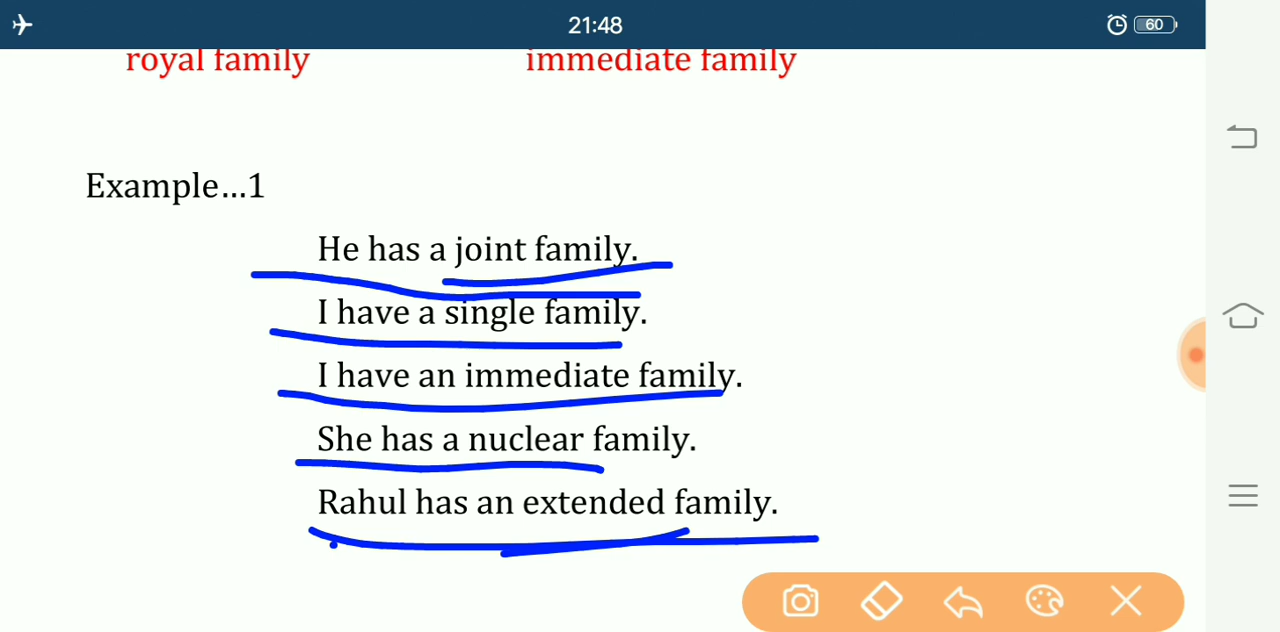 21:48
60
royal family immediate family
Example...1
He has a joint family.
I have a single family.
I have an immediate family.
She has a nuclear family.
Rahul has an extended family.